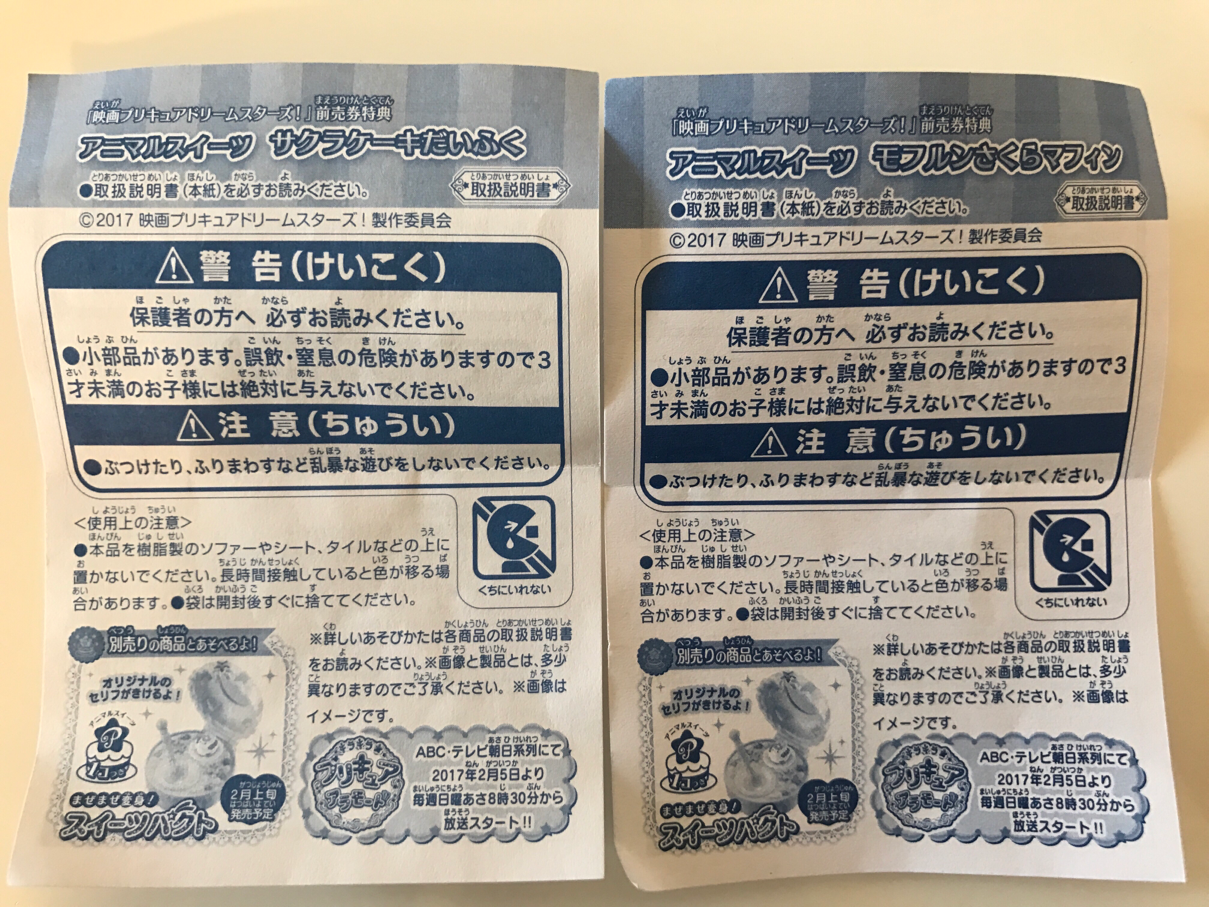 「映画プリキュアドリームスターズ！」前売券特典
アニマルスイーツ サクラケーキだいふく
●取扱説明書(本紙)を必ずお読みください。
取扱説明書
©2017 映画プリキュアドリームスターズ！製作委員会
⚠警 告(けいこく)
保護者の方へ 必ずお読みください。
●小部品があります。誤飲・窒息の危険がありますので3
才未満のお子様には絶対に与えないでください。
⚠注 意(ちゅうい)
●ぶつけたり、ふりまわすなど乱暴な遊びをしないでください。
＜使用上の注意＞
●本品を樹脂製のソファーやシート、タイルなどの上に
置かないでください。長時間接触していると色が移る場
合があります。●袋は開封後すぐに捨ててください。
くちにいれない
別売りの商品とあそべるよ！
オリジナルの
セリフがきけるよ！
アニマルスイーツ
まぜまぜ変身！
スイーツパクト
2月上旬
発売予定
※詳しいあそびかたは各商品の取扱説明書
をお読みください。※画像と製品とは、多少
異なりますのでご了承ください。※画像は
イメージです。
キラキラ
プリキュア
アラモード
ABC・テレビ朝日系列にて
2017年2月5日より
毎週日曜あさ8時30分から
放送スタート!!
「映画プリキュアドリームスターズ！」前売券特典
アニマルスイーツ モフルンさくらマフィン
●取扱説明書(本紙)を必ずお読みください。
取扱説明書
©2017 映画プリキュアドリームスターズ！製作委員会
⚠警 告(けいこく)
保護者の方へ 必ずお読みください。
●小部品があります。誤飲・窒息の危険がありますので3
才未満のお子様には絶対に与えないでください。
⚠注 意(ちゅうい)
●ぶつけたり、ふりまわすなど乱暴な遊びをしないでください。
＜使用上の注意＞
●本品を樹脂製のソファーやシート、タイルなどの上に
置かないでください。長時間接触していると色が移る場
合があります。●袋は開封後すぐに捨ててください。
くちにいれない
別売りの商品とあそべるよ！
オリジナルの
セリフがきけるよ！
アニマルスイーツ
まぜまぜ変身！
スイーツパクト
2月上旬
発売予定
※詳しいあそびかたは各商品の取扱説明書
をお読みください。※画像と製品とは、多少
異なりますのでご了承ください。※画像は
イメージです。
キラキラ
プリキュア
アラモード
ABC・テレビ朝日系列にて
2017年2月5日より
毎週日曜あさ8時30分から
放送スタート!!